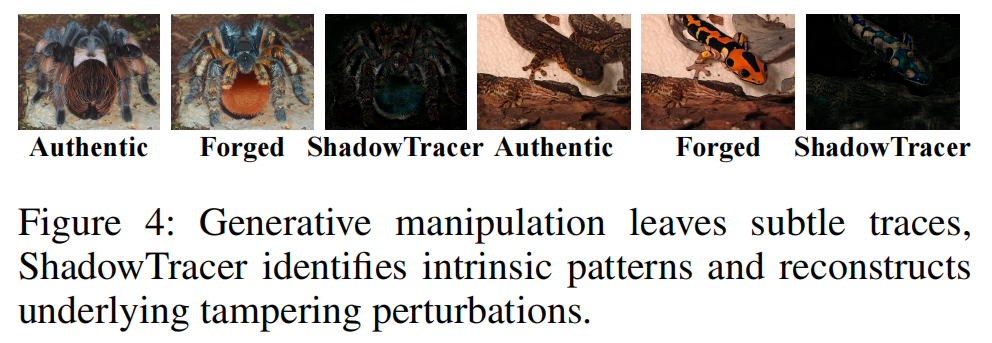 Authentic Forged ShadowTracer Authentic Forged ShadowTracer
Figure 4: Generative manipulation leaves subtle traces,
ShadowTracer identifies intrinsic patterns and reconstructs
underlying tampering perturbations.